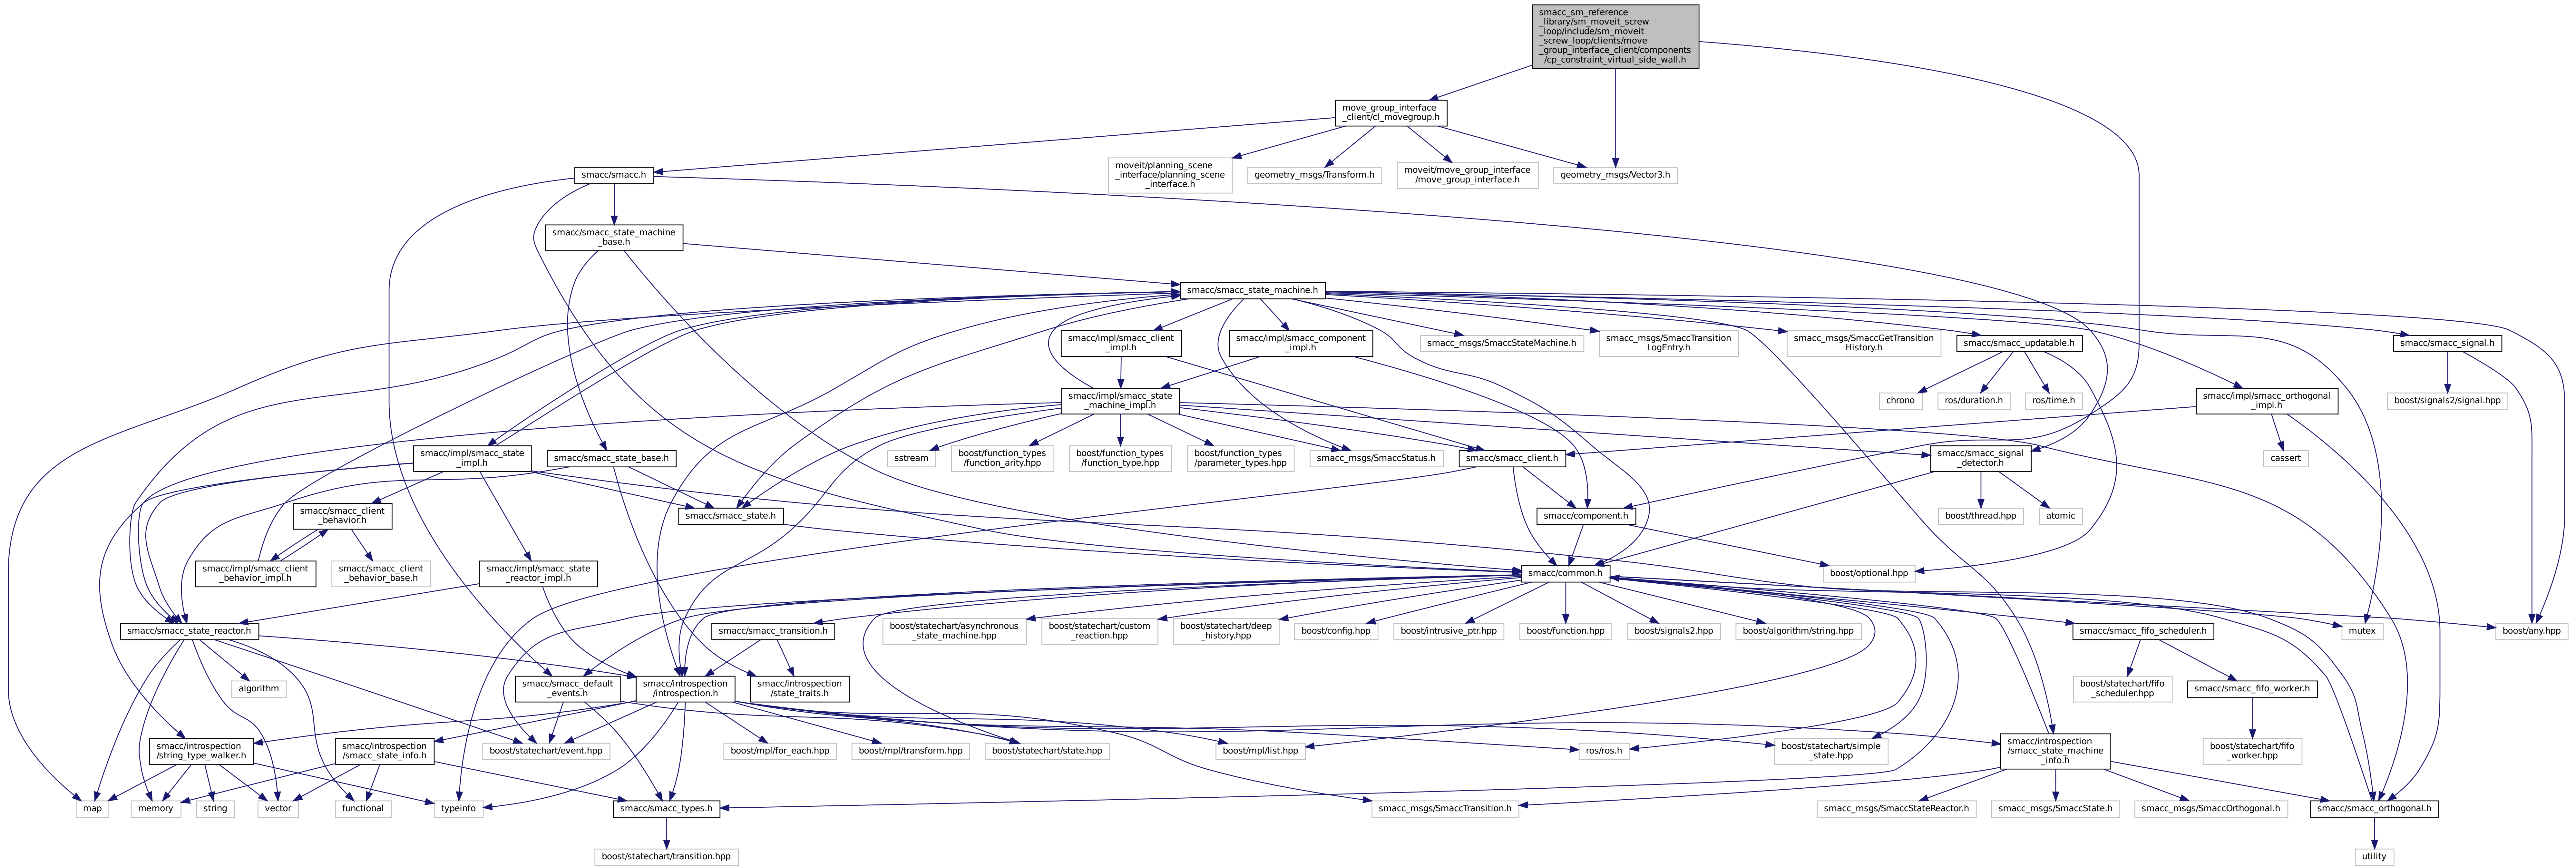 smacc_sm_reference
_library/sm_moveit_screw
_loop/include/sm_moveit
_screw_loop/clients/move
_group_interface_client/components
/cp_constraint_virtual_side_wall.h
move_group_interface
_client/cl_movegroup.h
smacc/smacc.h
moveit/planning_scene
_interface/planning_scene
_interface.h
geometry_msgs/Transform.h
moveit/move_group_interface
/move_group_interface.h
geometry_msgs/Vector3.h
smacc/smacc_state_machine
_base.h
smacc/smacc_state_machine.h
smacc/impl/smacc_client
_impl.h
smacc/impl/smacc_component
_impl.h
smacc_msgs/SmaccStateMachine.h
smacc_msgs/SmaccTransition
LogEntry.h
smacc_msgs/SmaccGetTransition
History.h
smacc/smacc_updatable.h
smacc/smacc_signal.h
smacc/impl/smacc_state
_machine_impl.h
chrono
ros/duration.h
ros/time.h
smacc/impl/smacc_orthogonal
_impl.h
boost/signals2/signal.hpp
smacc/impl/smacc_state
_impl.h
smacc/smacc_state_base.h
sstream
boost/function_types
/function_arity.hpp
boost/function_types
/function_type.hpp
boost/function_types
/parameter_types.hpp
smacc_msgs/SmaccStatus.h
smacc/smacc_client.h
smacc/smacc_signal
_detector.h
cassert
smacc/smacc_client
_behavior.h
smacc/smacc_state.h
smacc/component.h
boost/thread.hpp
atomic
smacc/impl/smacc_client
_behavior_impl.h
smacc/smacc_client
_behavior_base.h
smacc/impl/smacc_state
_reactor_impl.h
smacc/common.h
boost/optional.hpp
smacc/smacc_state_reactor.h
smacc/smacc_transition.h
boost/statechart/asynchronous
_state_machine.hpp
boost/statechart/custom
_reaction.hpp
boost/statechart/deep
_history.hpp
boost/config.hpp
boost/intrusive_ptr.hpp
boost/function.hpp
boost/signals2.hpp
boost/algorithm/string.hpp
smacc/smacc_fifo_scheduler.h
mutex
boost/any.hpp
algorithm
smacc/smacc_default
_events.h
smacc/introspection
/introspection.h
smacc/introspection
/state_traits.h
boost/statechart/fifo
_scheduler.hpp
smacc/smacc_fifo_worker.h
smacc/introspection
/string_type_walker.h
smacc/introspection
/smacc_state_info.h
boost/statechart/event.hpp
boost/mpl/for_each.hpp
boost/mpl/transform.hpp
boost/statechart/state.hpp
boost/mpl/list.hpp
ros/ros.h
boost/statechart/simple
_state.hpp
smacc/introspection
/smacc_state_machine
_info.h
boost/statechart/fifo
_worker.hpp
map
memory
string
vector
functional
typeinfo
smacc/smacc_types.h
smacc_msgs/SmaccTransition.h
smacc_msgs/SmaccStateReactor.h
smacc_msgs/SmaccState.h
smacc_msgs/SmaccOrthogonal.h
smacc/smacc_orthogonal.h
boost/statechart/transition.hpp
utility